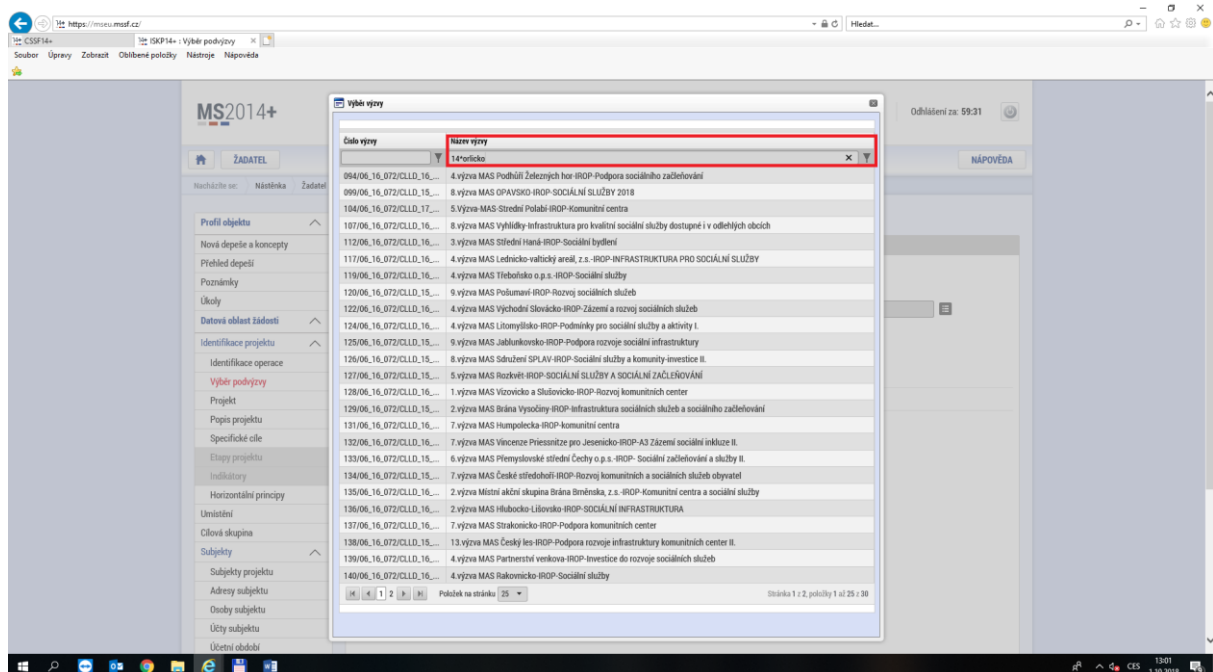 https://mseu.mssf.cz/
Hledat...
CSSF14+
ISKP14+ : Výběr podvýzvy
Soubor Úpravy Zobrazit Oblíbené položky Nástroje Nápověda
MS2014+
Odhlášení za: 59:31
ŽADATEL
NÁPOVĚDA
Nacházíte se: Nástěnka Žadatel
Profil objektu
Nová depeše a koncepty
Přehled depeší
Poznámky
Úkoly
Datová oblast žádosti
Identifikace projektu
Identifikace operace
Výběr podvýzvy
Projekt
Popis projektu
Specifické cíle
Etapy projektu
Indikátory
Horizontální principy
Umístění
Cílová skupina
Subjekty
Subjekty projektu
Adresy subjektu
Osoby subjektu
Účty subjektu
Účetní období
Výběr výzvy
Číslo výzvy Název výzvy
14*orlicko
094/06_16_072/CLLD_16_... 4.výzva MAS Podhůří Železných hor-IROP-Podpora sociálního začleňování
099/06_16_072/CLLD_15_... 8.výzva MAS OPAVSKO-IROP-SOCIÁLNÍ SLUŽBY 2018
104/06_16_072/CLLD_17_... 5.Výzva-MAS-Strední Polabí-IROP-Komunitní centra
107/06_16_072/CLLD_16_... 8.výzva MAS Vyhlídky-Infrastruktura pro kvalitní sociální služby dostupné i v odlehlých obcích
112/06_16_072/CLLD_16_... 3.výzva MAS Střední Haná-IROP-Sociální bydlení
117/06_16_072/CLLD_16_... 4.výzva MAS Lednicko-valtický areál, z.s.-IROP-INFRASTRUKTURA PRO SOCIÁLNÍ SLUŽBY
119/06_16_072/CLLD_16_... 4.výzva MAS Třeboňsko o.p.s.-IROP-Sociální služby
120/06_16_072/CLLD_15_... 9.výzva MAS Pošumaví-IROP-Rozvoj sociálních služeb
122/06_16_072/CLLD_16_... 4.výzva MAS Východní Slovácko-IROP-Zázemí a rozvoj sociálních služeb
124/06_16_072/CLLD_16_... 4.výzva MAS Litomyšlsko-IROP-Podmínky pro sociální služby a aktivity I.
125/06_16_072/CLLD_15_... 9.výzva MAS Jablunkovsko-IROP-Podpora rozvoje sociální infrastruktury
126/06_16_072/CLLD_15_... 8.výzva MAS Sdružení SPLAV-IROP-Sociální služby a komunity-investice II.
127/06_16_072/CLLD_15_... 5.výzva MAS Rozkvět-IROP-SOCIÁLNÍ SLUŽBY A SOCIÁLNÍ ZAČLEŇOVÁNÍ
128/06_16_072/CLLD_16_... 1.výzva MAS Vizovicko a Slušovicko-IROP-Rozvoj komunitních center
129/06_16_072/CLLD_15_... 2.výzva MAS Brána Vysočiny-IROP-Infrastruktura sociálních služeb a sociálního začleňování
131/06_16_072/CLLD_16_... 7.výzva MAS Humpolecka-IROP-komunitní centra
132/06_16_072/CLLD_16_... 7.výzva MAS Vincenze Priessnitze pro Jesenicko-IROP-A3 Zázemí sociální inkluze II.
133/06_16_072/CLLD_15_... 6.výzva MAS Přemyslovské střední Čechy o.p.s.-IROP- Sociální začleňování a služby II.
134/06_16_072/CLLD_15_... 7.výzva MAS České středohoří-IROP-Rozvoj komunitních a sociálních služeb obyvatel
135/06_16_072/CLLD_16_... 2.výzva Místní akční skupina Brána Brněnska, z.s.-IROP-Komunitní centra a sociální služby
136/06_16_072/CLLD_16_... 2.výzva MAS Hlubocko-Lišovsko-IROP-SOCIÁLNÍ INFRASTRUKTURA
137/06_16_072/CLLD_16_... 7.výzva MAS Strakonicko-IROP-Podpora komunitních center
138/06_16_072/CLLD_15_... 13.výzva MAS Český les-IROP-Podpora rozvoje infrastruktury komunitních center II.
139/06_16_072/CLLD_16_... 4.výzva MAS Partnerství venkova-IROP-Investice do rozvoje sociálních služeb
140/06_16_072/CLLD_16_... 4.výzva MAS Rakovnicko-IROP-Sociální služby
1 2 Položek na stránku 25 Stránka 1 z 2, položky 1 až 25 z 30
CES 13:01
1.10.2018